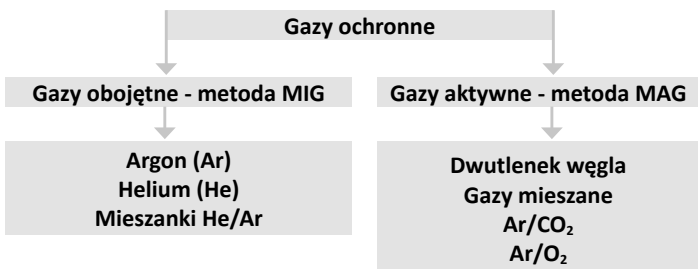 Gazy ochronne
Gazy obojętne - metoda MIG
Argon (Ar)
Helium (He)
Mieszanki He/Ar
Gazy aktywne - metoda MAG
Dwutlenek węgla
Gazy mieszane
Ar/CO₂
Ar/O₂